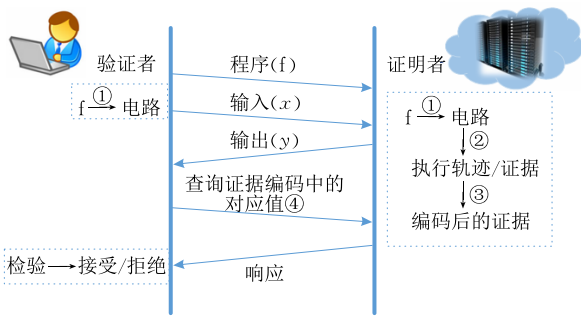 验证者
程序(f)
证明者
f ① 电路
输入(x)
f ① 电路
②
输出(y)
执行轨迹/证据
③
查询证据编码中的
对应值④
编码后的证据
检验 接受/拒绝
响应